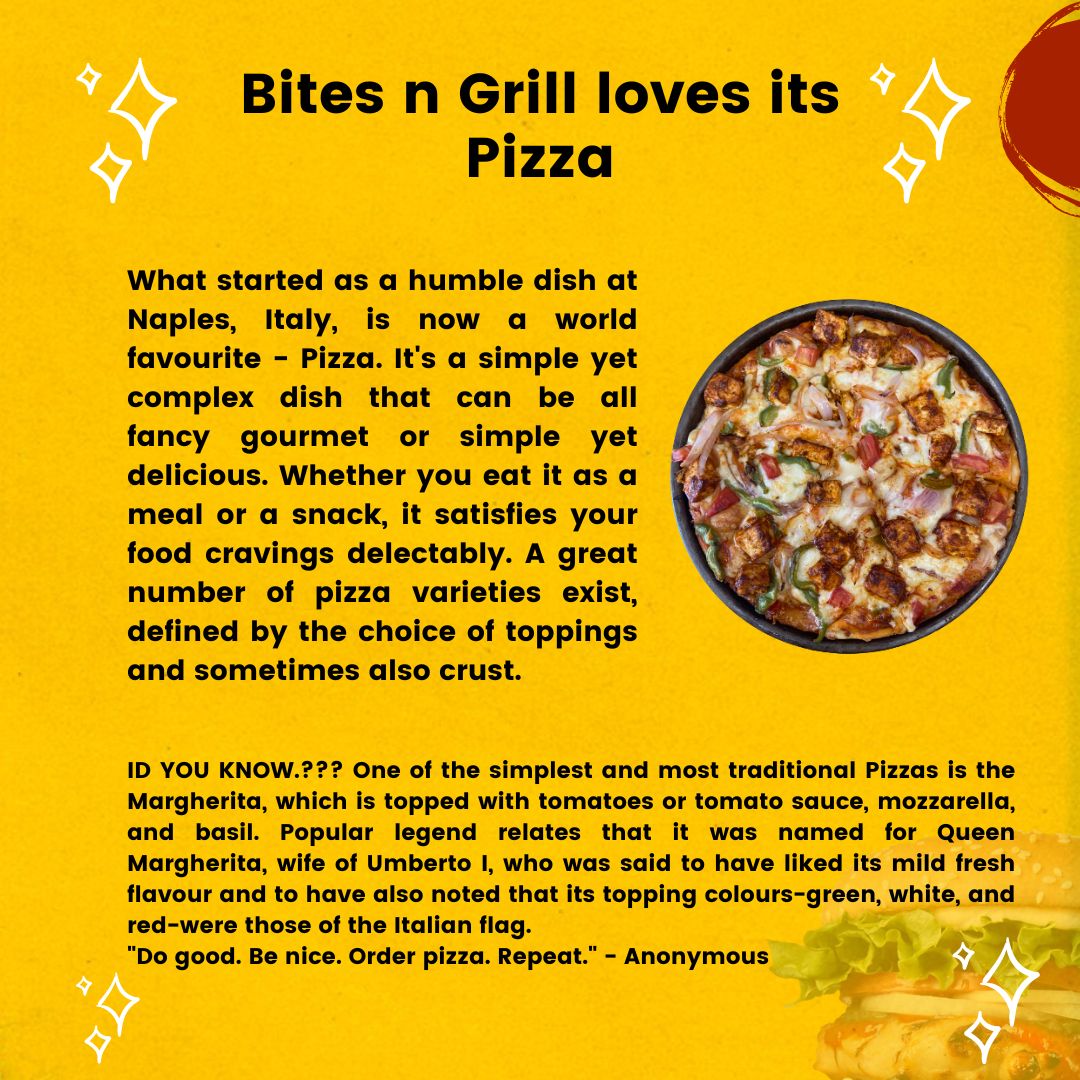 Bites n Grill loves its
Pizza
What started as a humble dish at
Naples, Italy, is now a world
favourite - Pizza. It's a simple yet
complex dish that can be all
fancy gourmet or simple yet
delicious. Whether you eat it as a
meal or a snack, it satisfies your
food cravings delectably. A great
number of pizza varieties exist,
defined by the choice of toppings
and sometimes also crust.
ID YOU KNOW.??? One of the simplest and most traditional Pizzas is the
Margherita, which is topped with tomatoes or tomato sauce, mozzarella,
and basil. Popular legend relates that it was named for Queen
Margherita, wife of Umberto I, who was said to have liked its mild fresh
flavour and to have also noted that its topping colours-green, white, and
red-were those of the Italian flag.
"Do good. Be nice. Order pizza. Repeat." - Anonymous